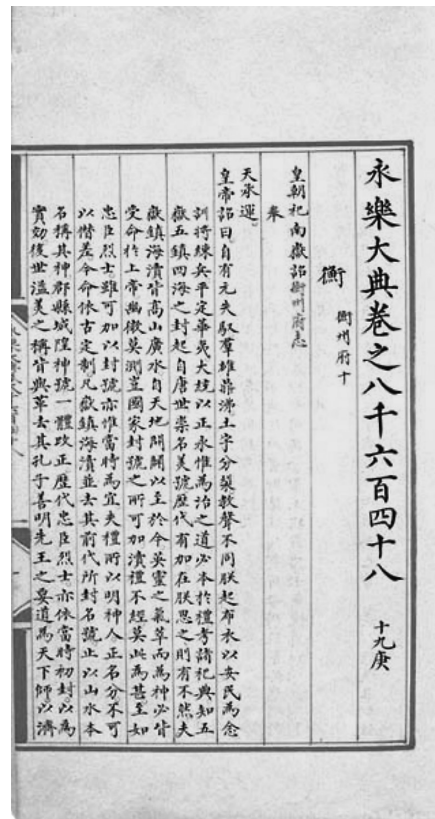 永樂大典卷之八千六百四十八 十九庚
衡 衡州府十
皇朝祀南嶽詔衡州府志
奉
天承運。
皇帝詔曰自有元失馭羣雄鼎沸土宇分裂教聲不同朕起布衣以安民為念
訓將練兵平定華夷大統以正永惟為治之道必本於禮考諸祀典知五
嶽五鎮四海之封起自唐世崇名美號歷代有加在朕思之則有不然夫
嶽鎮海瀆皆高山廣水自天地開闢以至於今英靈之氣萃而為神必皆
受命於上帝幽微莫測豈國家封號之所可加瀆禮不經莫此為甚至如
忠臣烈士雖可加以封號亦惟當時為宜夫禮所以明神人正名分不可
以僭差今命依古定制凡嶽鎮海瀆並去其前代所封名號止以山水本
名稱其神郡縣城隍神號一體改正歷代忠臣烈士亦依當時初封以為
實効後世溢美之稱皆與革去其孔子善明先王之要道為天下師以濟